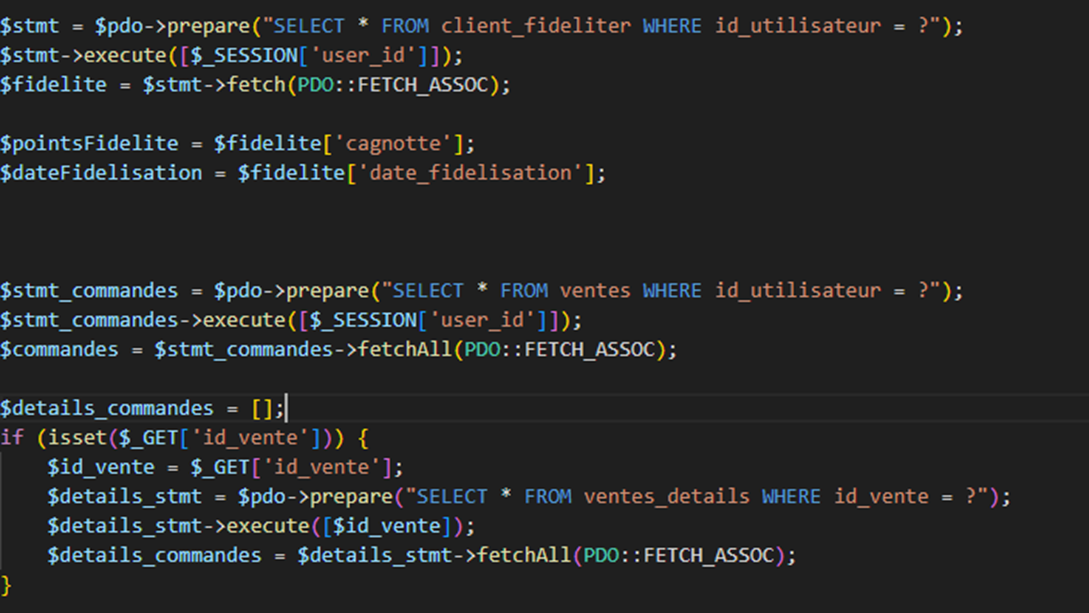 $stmt = $pdo->prepare("SELECT * FROM client_fideliter WHERE id_utilisateur = ?");
$stmt->execute([$_SESSION['user_id']]);
$fidelite = $stmt->fetch(PDO::FETCH_ASSOC);
$pointsFidelite = $fidelite['cagnotte'];
$dateFidelisation = $fidelite['date_fidelisation'];
$stmt_commandes = $pdo->prepare("SELECT * FROM ventes WHERE id_utilisateur = ?");
$stmt_commandes->execute([$_SESSION['user_id']]);
$commandes = $stmt_commandes->fetchAll(PDO::FETCH_ASSOC);
$details_commandes = [];
if (isset($_GET['id_vente'])) {
    $id_vente = $_GET['id_vente'];
    $details_stmt = $pdo->prepare("SELECT * FROM ventes_details WHERE id_vente = ?");
    $details_stmt->execute([$id_vente]);
    $details_commandes = $details_stmt->fetchAll(PDO::FETCH_ASSOC);
}